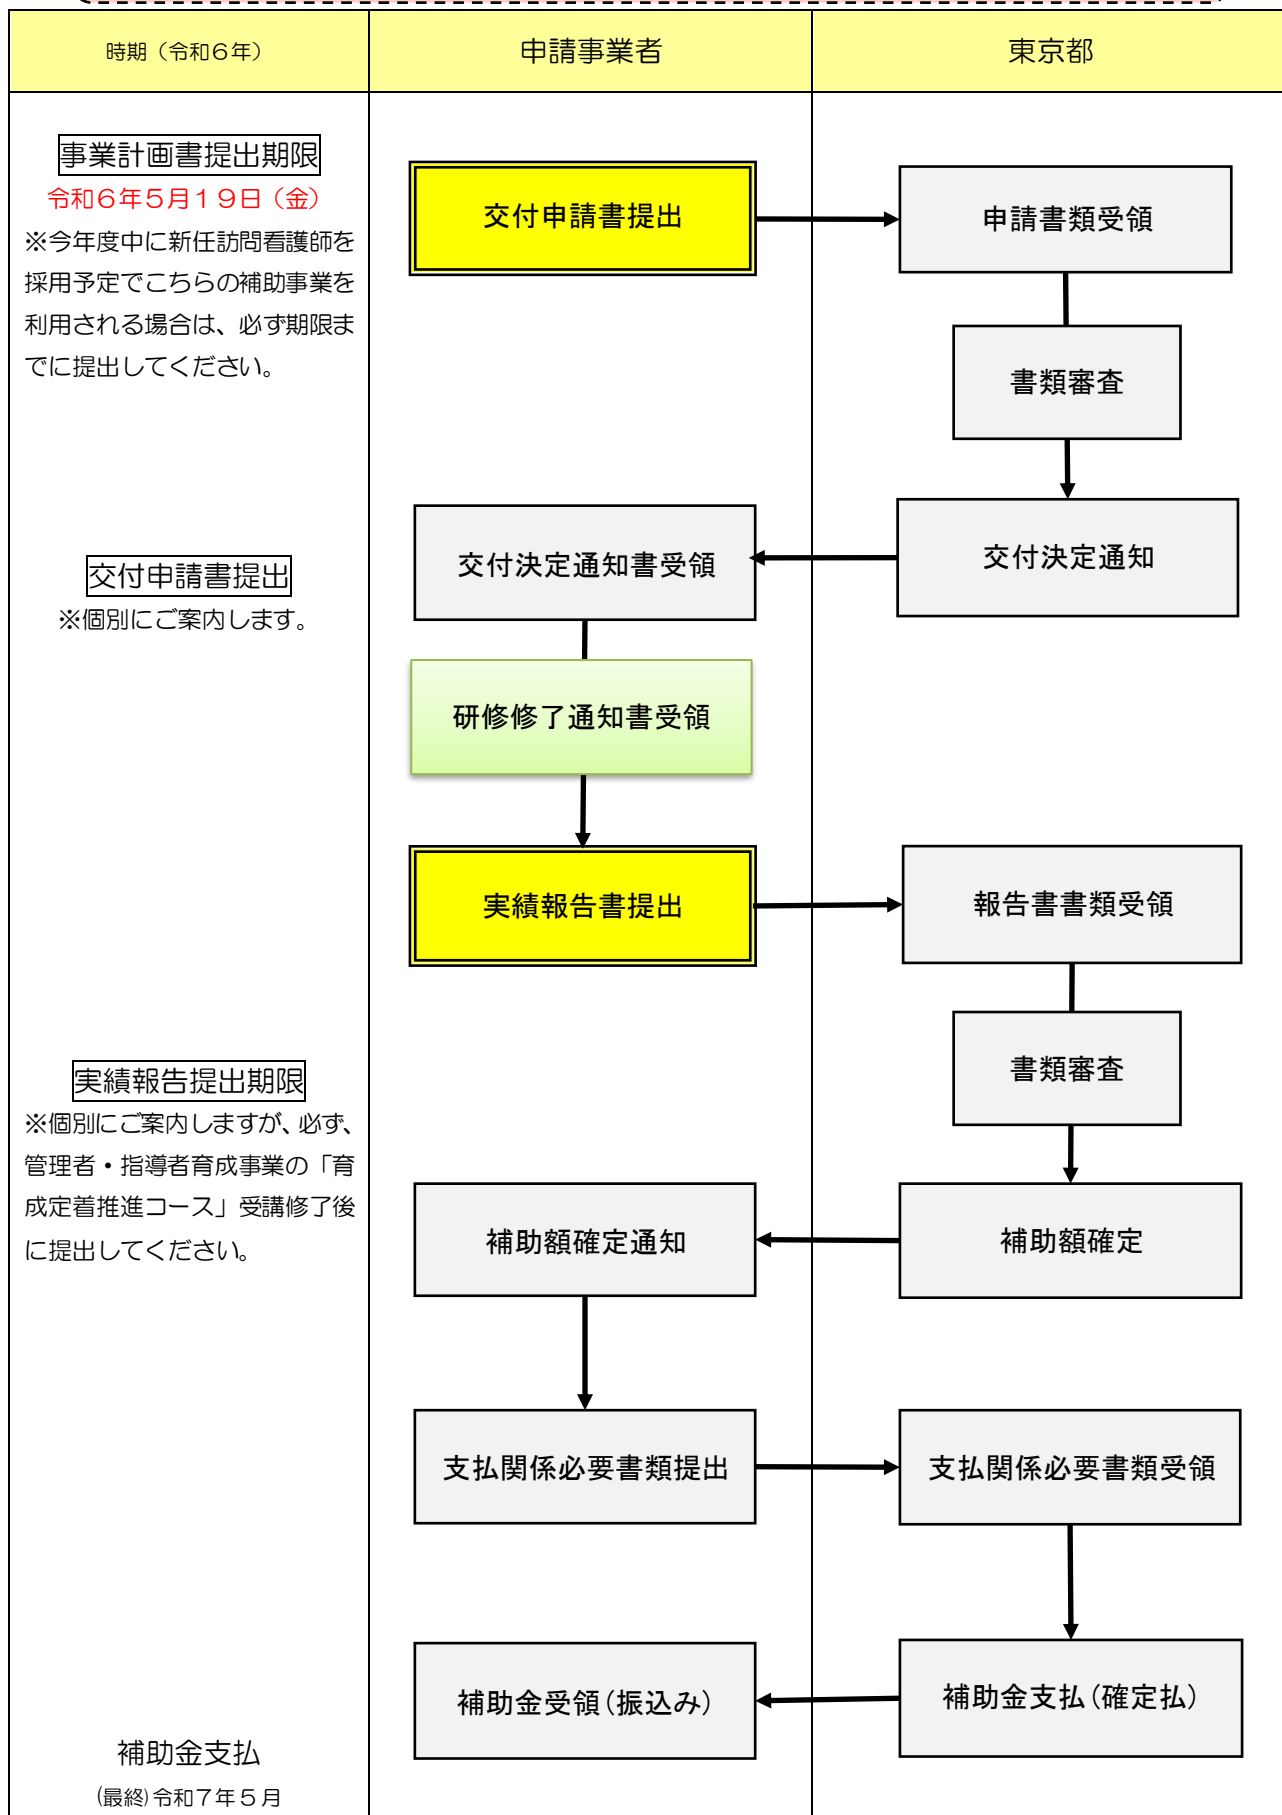 時期（令和６年）
申請事業者
東京都
事業計画書提出期限
令和６年５月１９日（金）
※今年度中に新任訪問看護師を
採用予定でこちらの補助事業を
利用される場合は、必ず期限ま
でに提出してください。
交付申請書提出
申請書類受領
書類審査
交付決定通知書受領
交付決定通知
交付申請書提出
※個別にご案内します。
研修修了通知書受領
実績報告書提出
報告書書類受領
書類審査
実績報告提出期限
※個別にご案内しますが、必ず、
管理者・指導者育成事業の「育
成定着推進コース」受講修了後
に提出してください。
補助額確定通知
補助額確定
支払関係必要書類提出
支払関係必要書類受領
補助金受領（振込み）
補助金支払（確定払）
補助金支払
（最終）令和７年５月